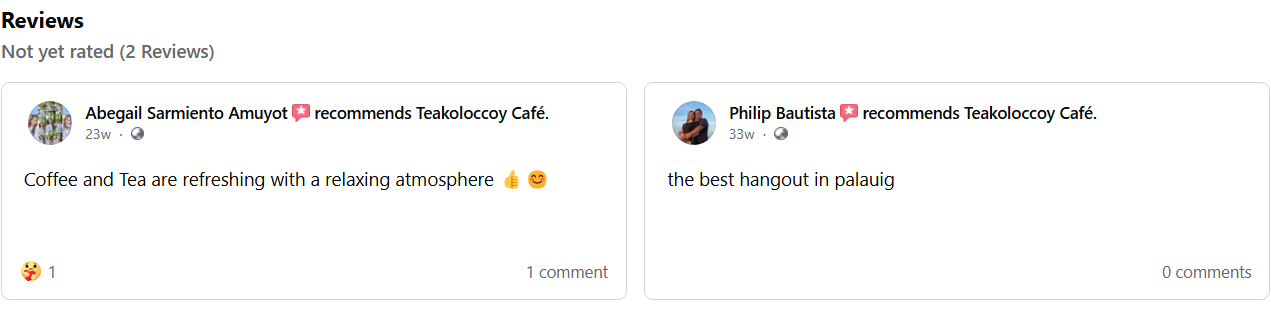 Reviews
Not yet rated (2 Reviews)
Abegail Sarmiento Amuyot recommends Teakoloccoy Café.
23w ·
Coffee and Tea are refreshing with a relaxing atmosphere 👍 😊
1
1 comment
Philip Bautista recommends Teakoloccoy Café.
33w ·
the best hangout in palauig
0 comments